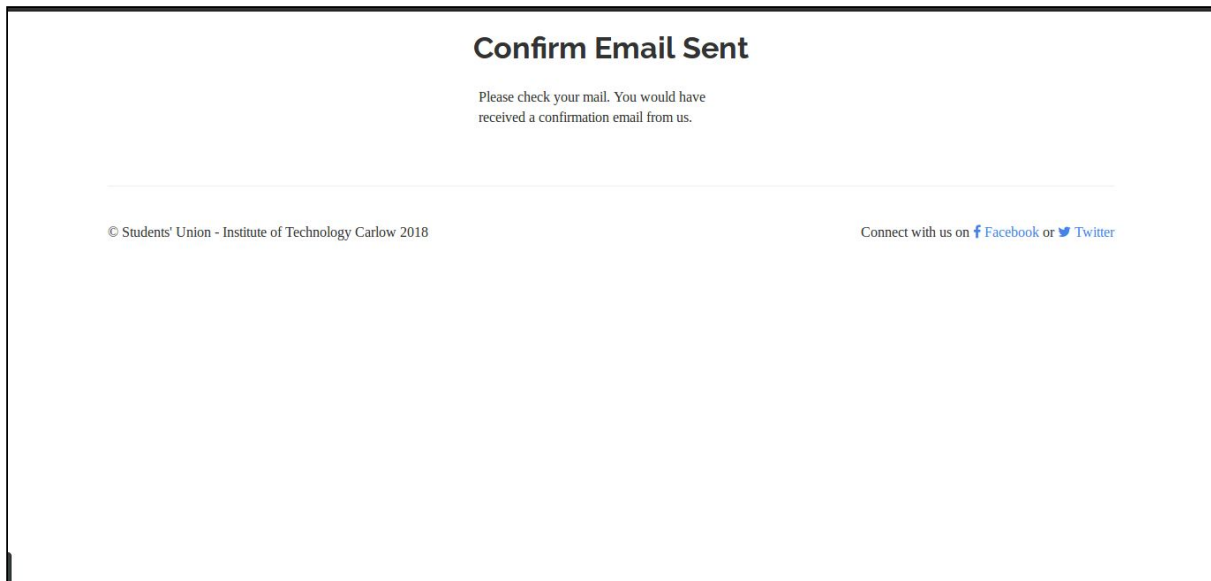 Confirm Email Sent
Please check your mail. You would have
received a confirmation email from us.
© Students' Union - Institute of Technology Carlow 2018
Connect with us on Facebook or Twitter